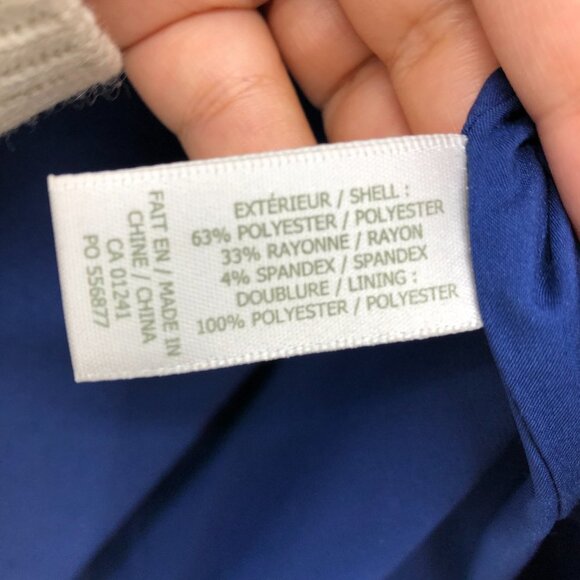 EXTÉRIEUR / SHELL :
63% POLYESTER / POLYESTER
33% RAYONNE / RAYON
4% SPANDEX / SPANDEX
DOUBLURE / LINING :
100% POLYESTER / POLYESTER
FAIT EN / MADE IN
CHINE / CHINA
CA 01241
PO 556877